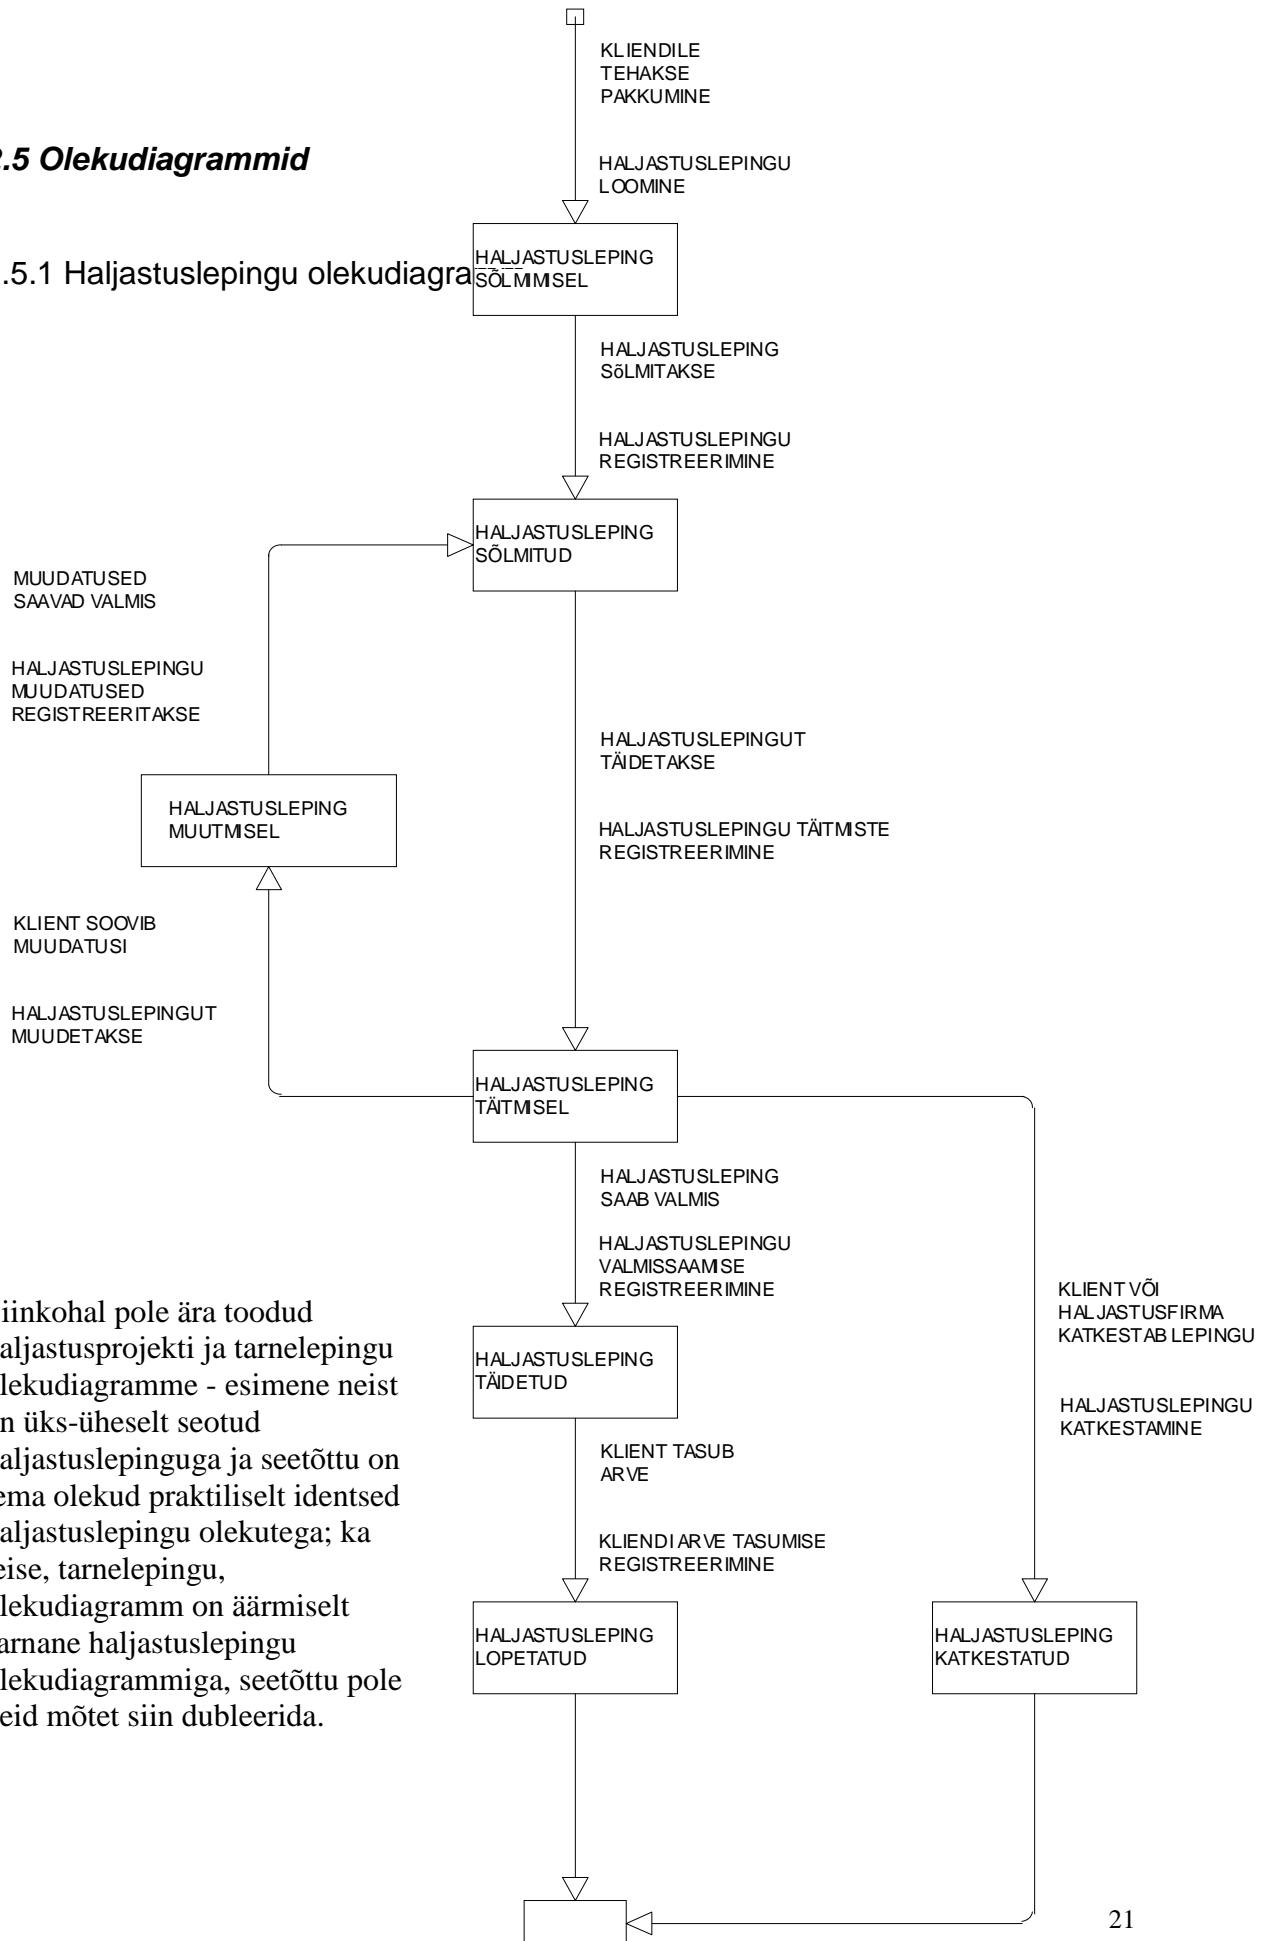 KLIENDILE
TEHAKSE
PAKKUMINE
.5 Olekudiagrammid
HALJASTUSLEPINGU
LOOMINE
.5.1 Haljastuslepingu olekudiagra
HALJASTUSLEPING
SÕLMIMISEL
HALJASTUSLEPING
SõLMITAKSE
HALJASTUSLEPINGU
REGISTREERIMINE
HALJASTUSLEPING
SÕLMITUD
MUUDATUSED
SAAVAD VALMIS
HALJASTUSLEPINGU
MUUDATUSED
REGISTREERITAKSE
HALJASTUSLEPINGUT
TÄIDETAKSE
HALJASTUSLEPING
MUUTMISEL
HALJASTUSLEPINGU TÄITMISTE
REGISTREERIMINE
KLIENT SOOVIB
MUUDATUSI
HALJASTUSLEPINGUT
MUUDETAKSE
HALJASTUSLEPING
TÄITMISEL
HALJASTUSLEPING
SAAB VALMIS
HALJASTUSLEPINGU
VALMISSAAMISE
REGISTREERIMINE
KLIENT VÕI
HALJASTUSFIRMA
KATKESTAB LEPINGU
HALJASTUSLEPINGU
KATKESTAMINE
iinkohal pole ära toodud
aljastusprojekti ja tarnelepingu
lekudiagramme - esimene neist
n üks-üheselt seotud
aljastuslepinguga ja seetõttu on
ema olekud praktiliselt identsed
aljastuslepingu olekutega; ka
eise, tarnelepingu,
lekudiagramm on äärmiselt
arnane haljastuslepingu
lekudiagrammiga, seetõttu pole
eid mõtet siin dubleerida.
HALJASTUSLEPING
TÄIDETUD
KLIENT TASUB
ARVE
KLIENDI ARVE TASUMISE
REGISTREERIMINE
HALJASTUSLEPING
LOPETATUD
HALJASTUSLEPING
KATKESTATUD
21